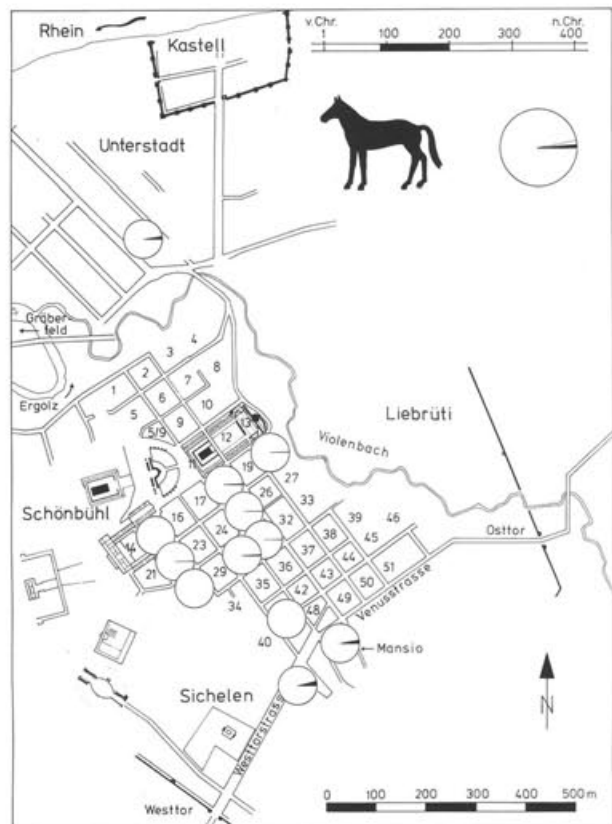 v.Chr. n.Chr.
1 100 200 300 400
Rhein
Kastell
Unterstadt
Gräber-
feld
Ergolz
1 2 3 4
5 6 7 8
5/9 9 10
11 12 13
Liebrüti
Violenbach
Schönbühl
14 16 17 19
21 23 24 26 27
29 32 33
34 35 36 37 38 39
40 42 43 44 45 46
48 49 50 51
Osttor
Venusstrasse
Mansio
Sichelen
Westtorstrasse
Westtor
N
0 100 200 300 400 500 m